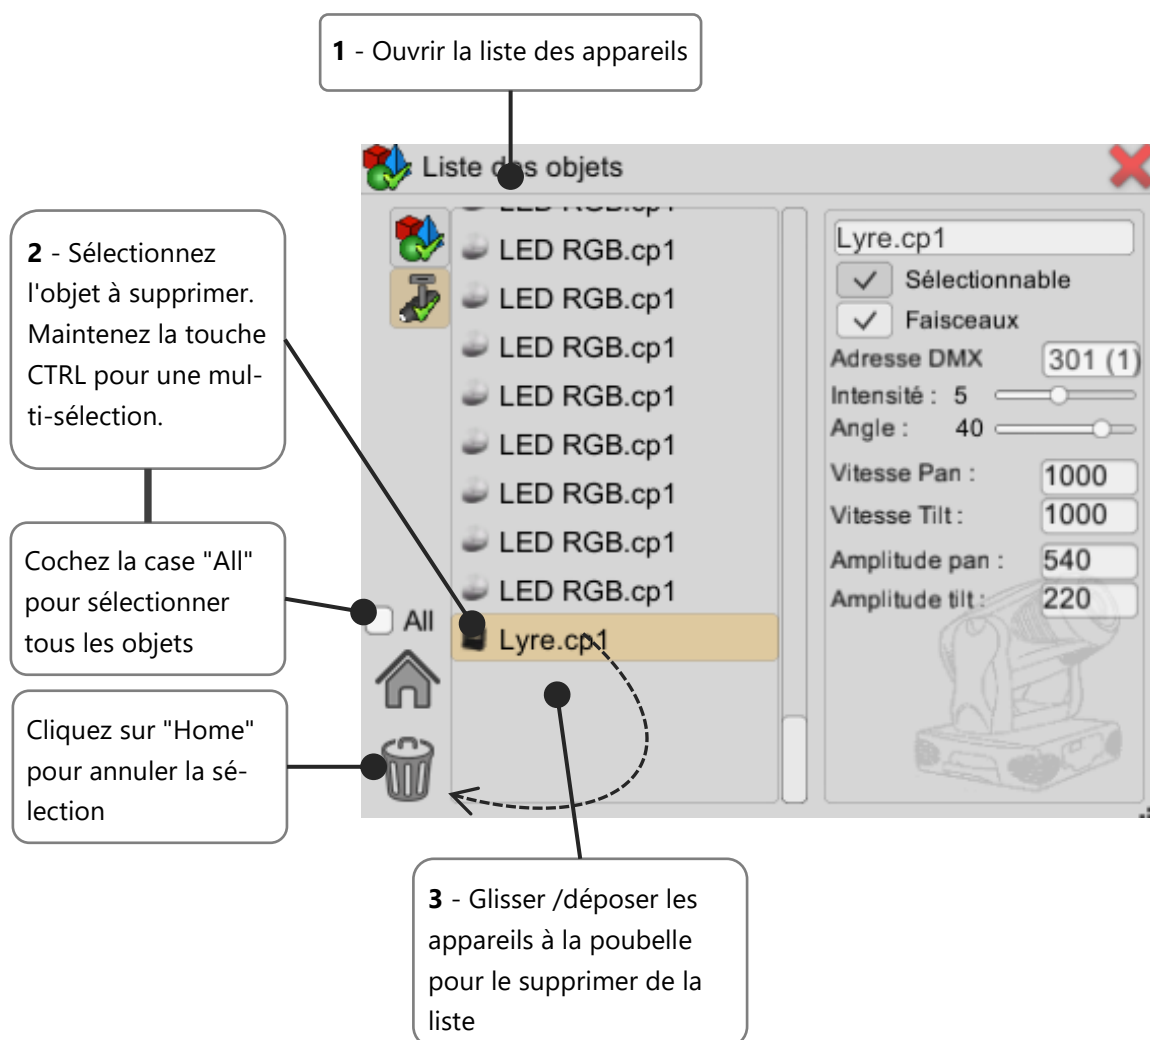 1 - Ouvrir la liste des appareils
Liste des objets
2 - Sélectionnez
l'objet à supprimer.
Maintenez la touche
CTRL pour une mul-
ti-sélection.
Cochez la case "All"
pour sélectionner
tous les objets
Cliquez sur "Home"
pour annuler la sé-
lection
All
LED RGB.cp1
LED RGB.cp1
LED RGB.cp1
LED RGB.cp1
LED RGB.cp1
LED RGB.cp1
LED RGB.cp1
LED RGB.cp1
LED RGB.cp1
Lyre.cp1
Lyre.cp1
Sélectionnable
Faisceaux
Adresse DMX 301 (1)
Intensité : 5
Angle : 40
Vitesse Pan : 1000
Vitesse Tilt : 1000
Amplitude pan : 540
Amplitude tilt : 220
3 - Glisser /déposer les
appareils à la poubelle
pour le supprimer de la
liste